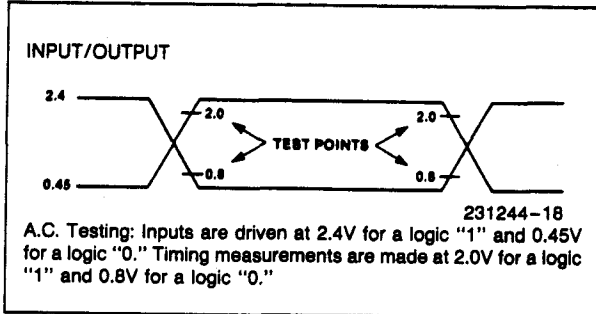 INPUT/OUTPUT
2.4
2.0
2.0
TEST POINTS
0.8
0.8
0.45
231244-18
A.C. Testing: Inputs are driven at 2.4V for a logic "1" and 0.45V
for a logic "0." Timing measurements are made at 2.0V for a logic
"1" and 0.8V for a logic "0."